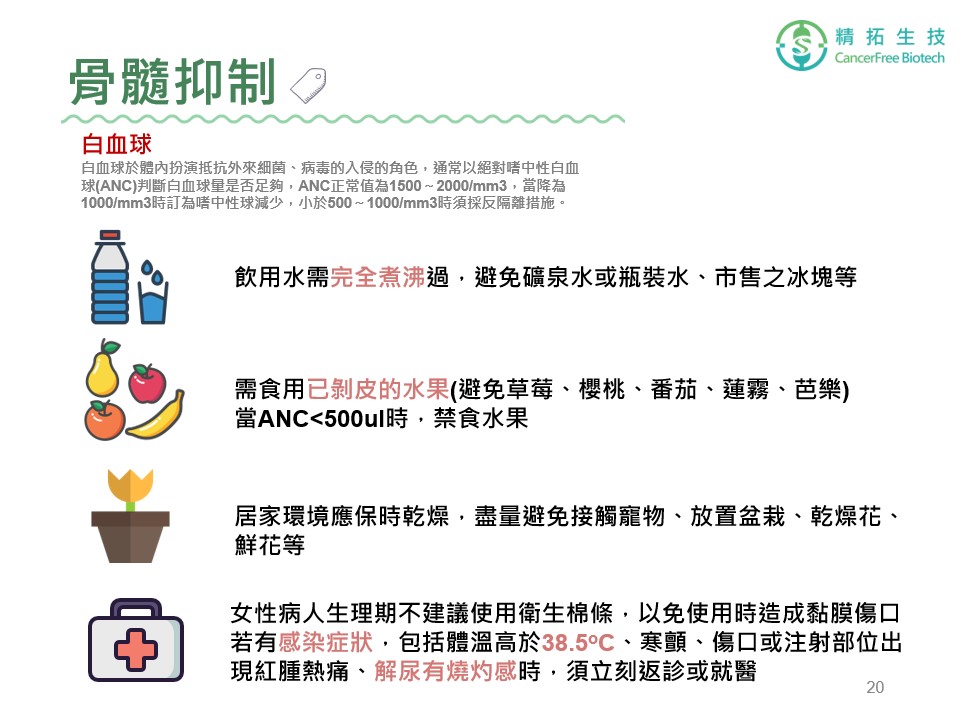 精拓生技
CancerFree Biotech
骨髓抑制
白血球
白血球於體內扮演抵抗外來細菌、病毒的入侵的角色，通常以絕對嗜中性白血
球(ANC)判斷白血球量是否足夠，ANC正常值為1500～2000/mm3，當降為
1000/mm3時訂為嗜中性球減少，小於500～1000/mm3時須採反隔離措施。
飲用水需完全煮沸過，避免礦泉水或瓶裝水、市售之冰塊等
需食用已剝皮的水果(避免草莓、櫻桃、番茄、蓮霧、芭樂)
當ANC<500ul時，禁食水果
居家環境應保時乾燥，盡量避免接觸寵物、放置盆栽、乾燥花、
鮮花等
女性病人生理期不建議使用衛生棉條，以免使用時造成黏膜傷口
若有感染症狀，包括體溫高於38.5ºC、寒顫、傷口或注射部位出
現紅腫熱痛、解尿有燒灼感時，須立刻返診或就醫
20